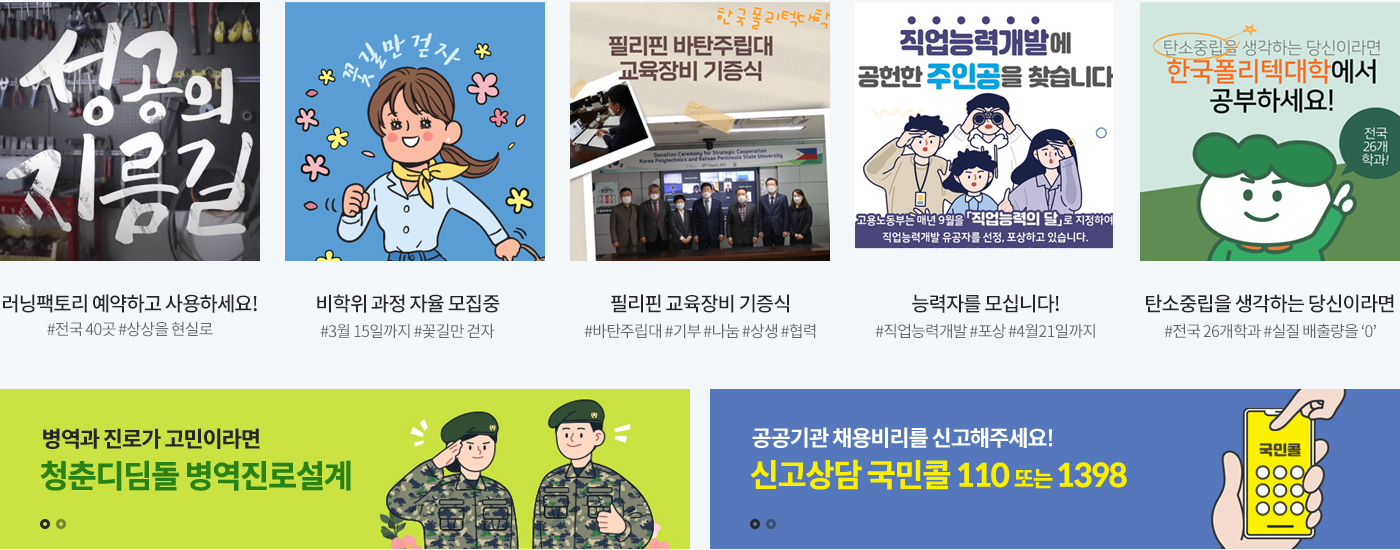 성공의
지름길
꽃길만 걷자
한국폴리텍대학
필리핀 바탄주립대
교육장비 기증식
Donation Ceremony for Strategic Cooperation
Korea Polytechnics and Bataan Peninsula State University
직업능력개발에
공헌한 주인공을 찾습니다
고용노동부는 매년 9월을 「직업능력의 달」로 지정하여
직업능력개발 유공자를 선정, 포상하고 있습니다.
탄소중립을 생각하는 당신이라면
한국폴리텍대학에서
공부하세요!
전국
26개
학과!
러닝팩토리 예약하고 사용하세요!
#전국 40곳 #상상을 현실로
비학위 과정 자율 모집중
#3월 15일까지 #꽃길만 걷자
필리핀 교육장비 기증식
#바탄주립대 #기부 #나눔 #상생 #협력
능력자를 모십니다!
#직업능력개발 #포상 #4월21일까지
탄소중립을 생각하는 당신이라면
#전국 26개학과 #실질 배출량을 ‘0’
병역과 진로가 고민이라면
청춘디딤돌 병역진로설계
공공기관 채용비리를 신고해주세요!
신고상담 국민콜 110 또는 1398
국민콜